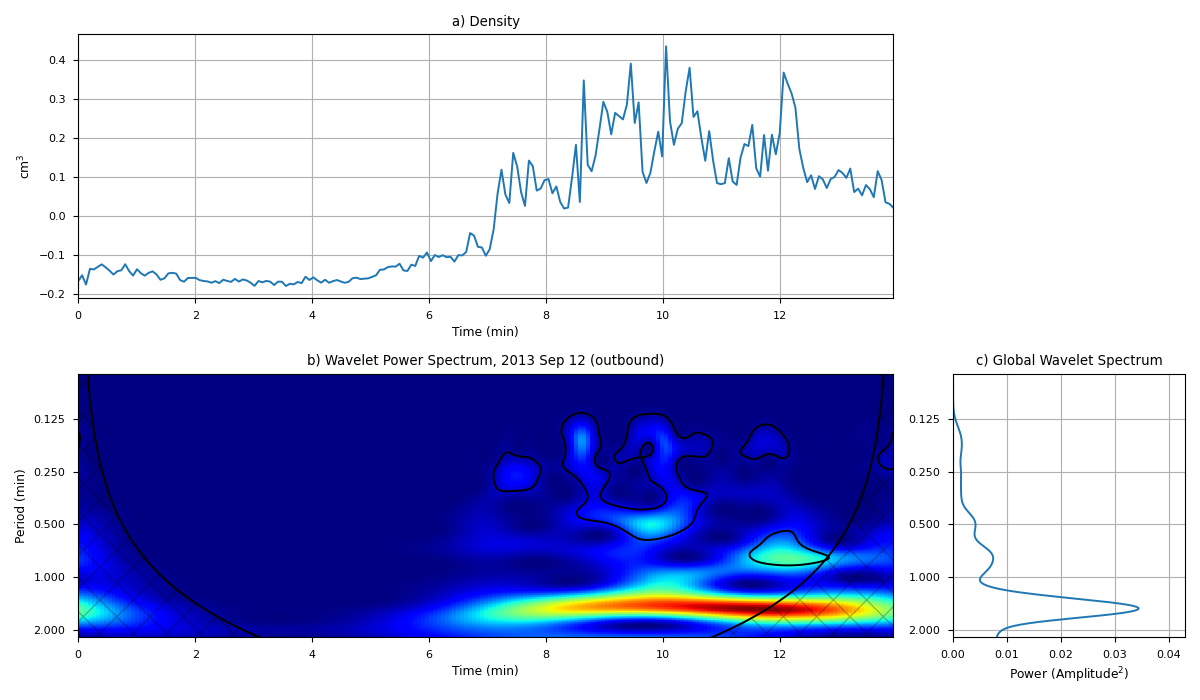 a) Density
cm³
0.4
0.3
0.2
0.1
0.0
−0.1
−0.2
0 2 4 6 8 10 12
Time (min)
b) Wavelet Power Spectrum, 2013 Sep 12 (outbound)
Period (min)
0.125
0.250
0.500
1.000
2.000
0 2 4 6 8 10 12
Time (min)
c) Global Wavelet Spectrum
0.125
0.250
0.500
1.000
2.000
0.00 0.01 0.02 0.03 0.04
Power (Amplitude²)